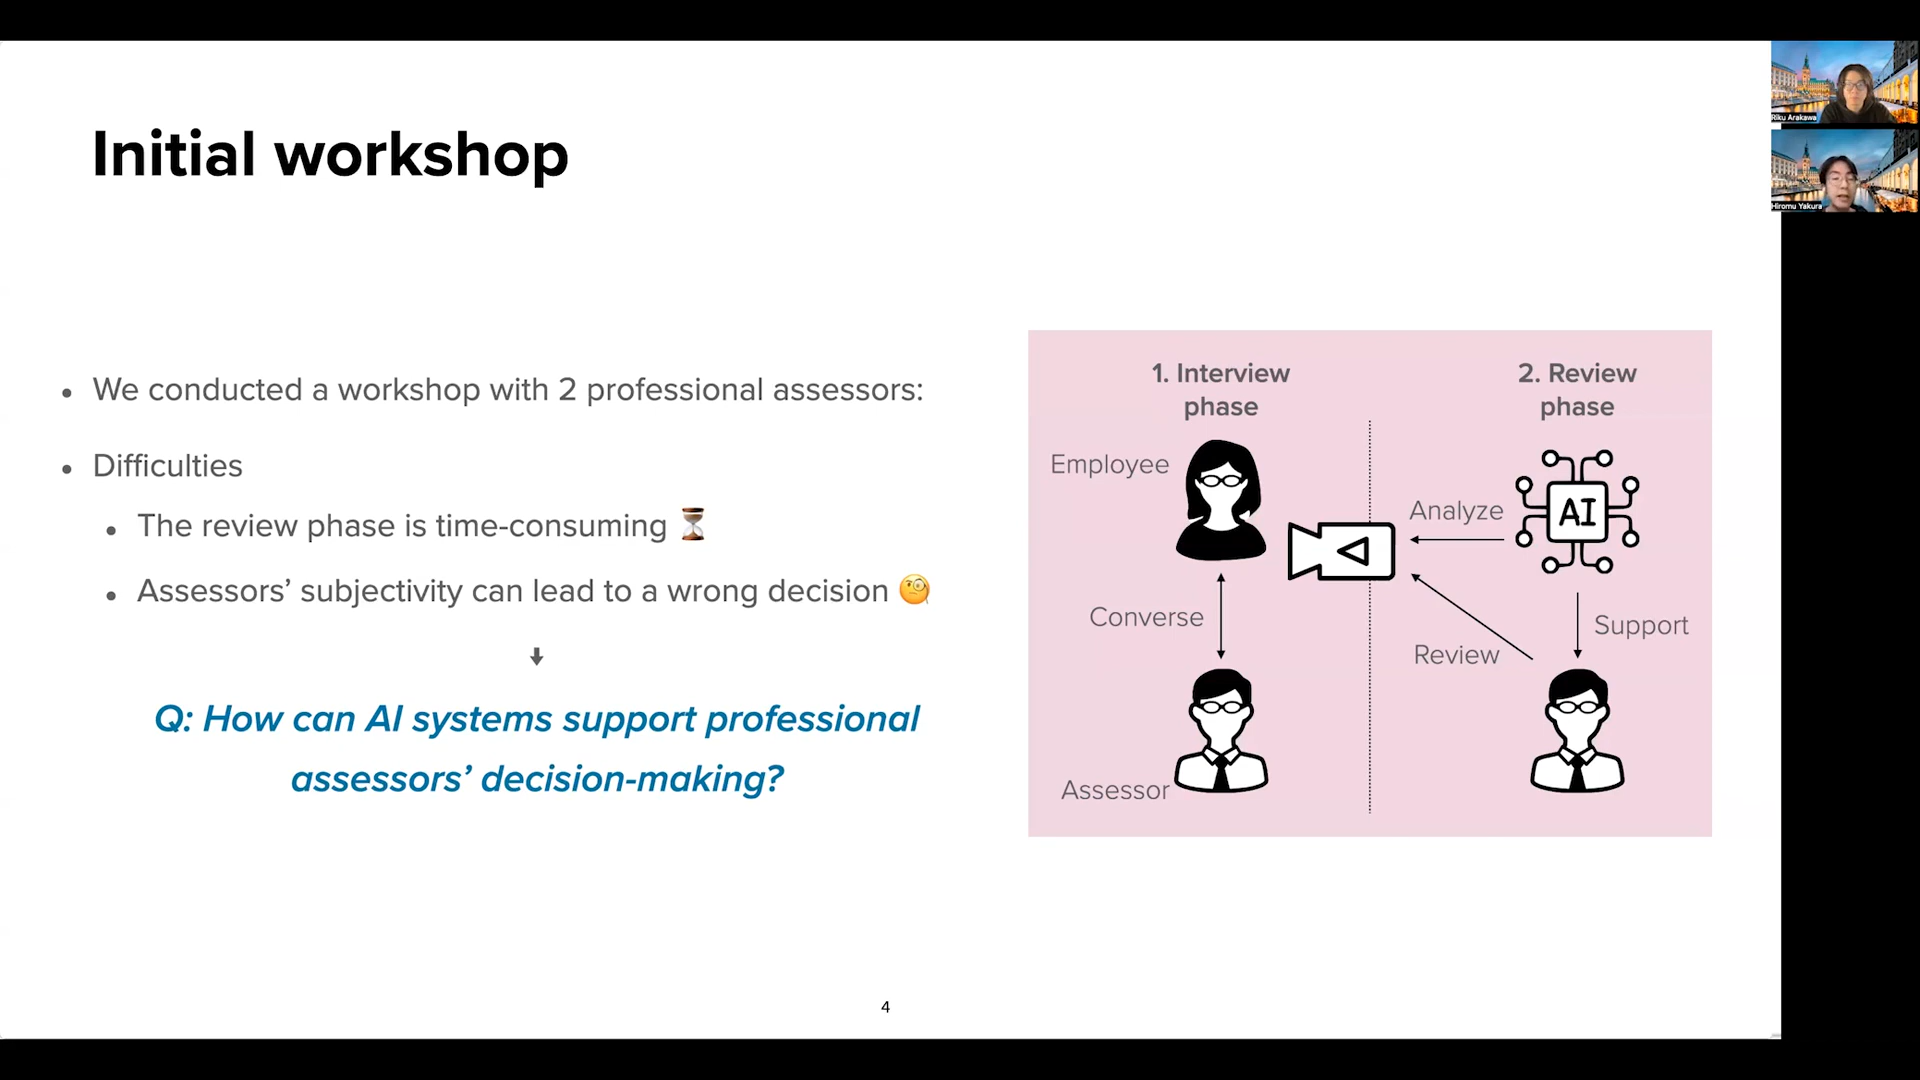 Initial workshop
• We conducted a workshop with 2 professional assessors:
• Difficulties
• The review phase is time-consuming ⏳
• Assessors’ subjectivity can lead to a wrong decision 🧐
Q: How can AI systems support professional
assessors’ decision-making?
1. Interview
phase
2. Review
phase
Employee
Analyze
AI
Converse
Support
Review
Assessor
4
Riku Arakawa
Hiromu Yakura